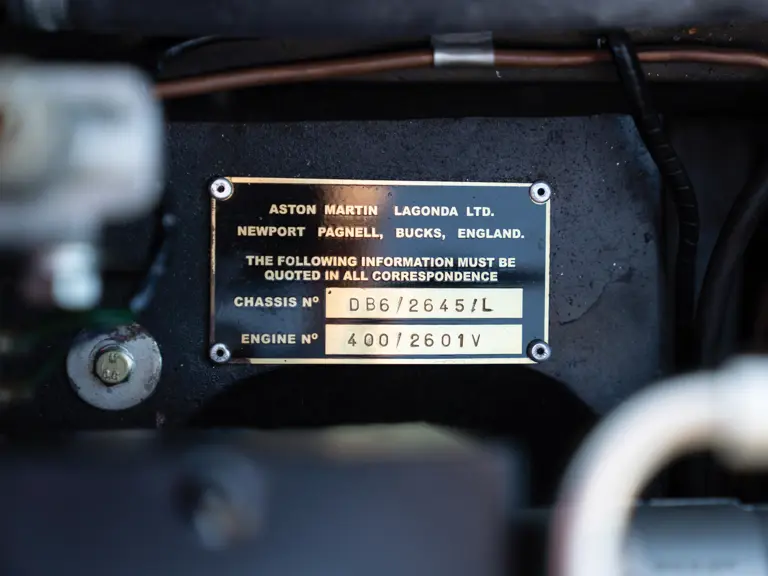 ASTON MARTIN LAGONDA LTD.
NEWPORT PAGNELL, BUCKS, ENGLAND.
THE FOLLOWING INFORMATION MUST BE
QUOTED IN ALL CORRESPONDENCE
CHASSIS Nº DB6/2645/L
ENGINE Nº 400/2601V